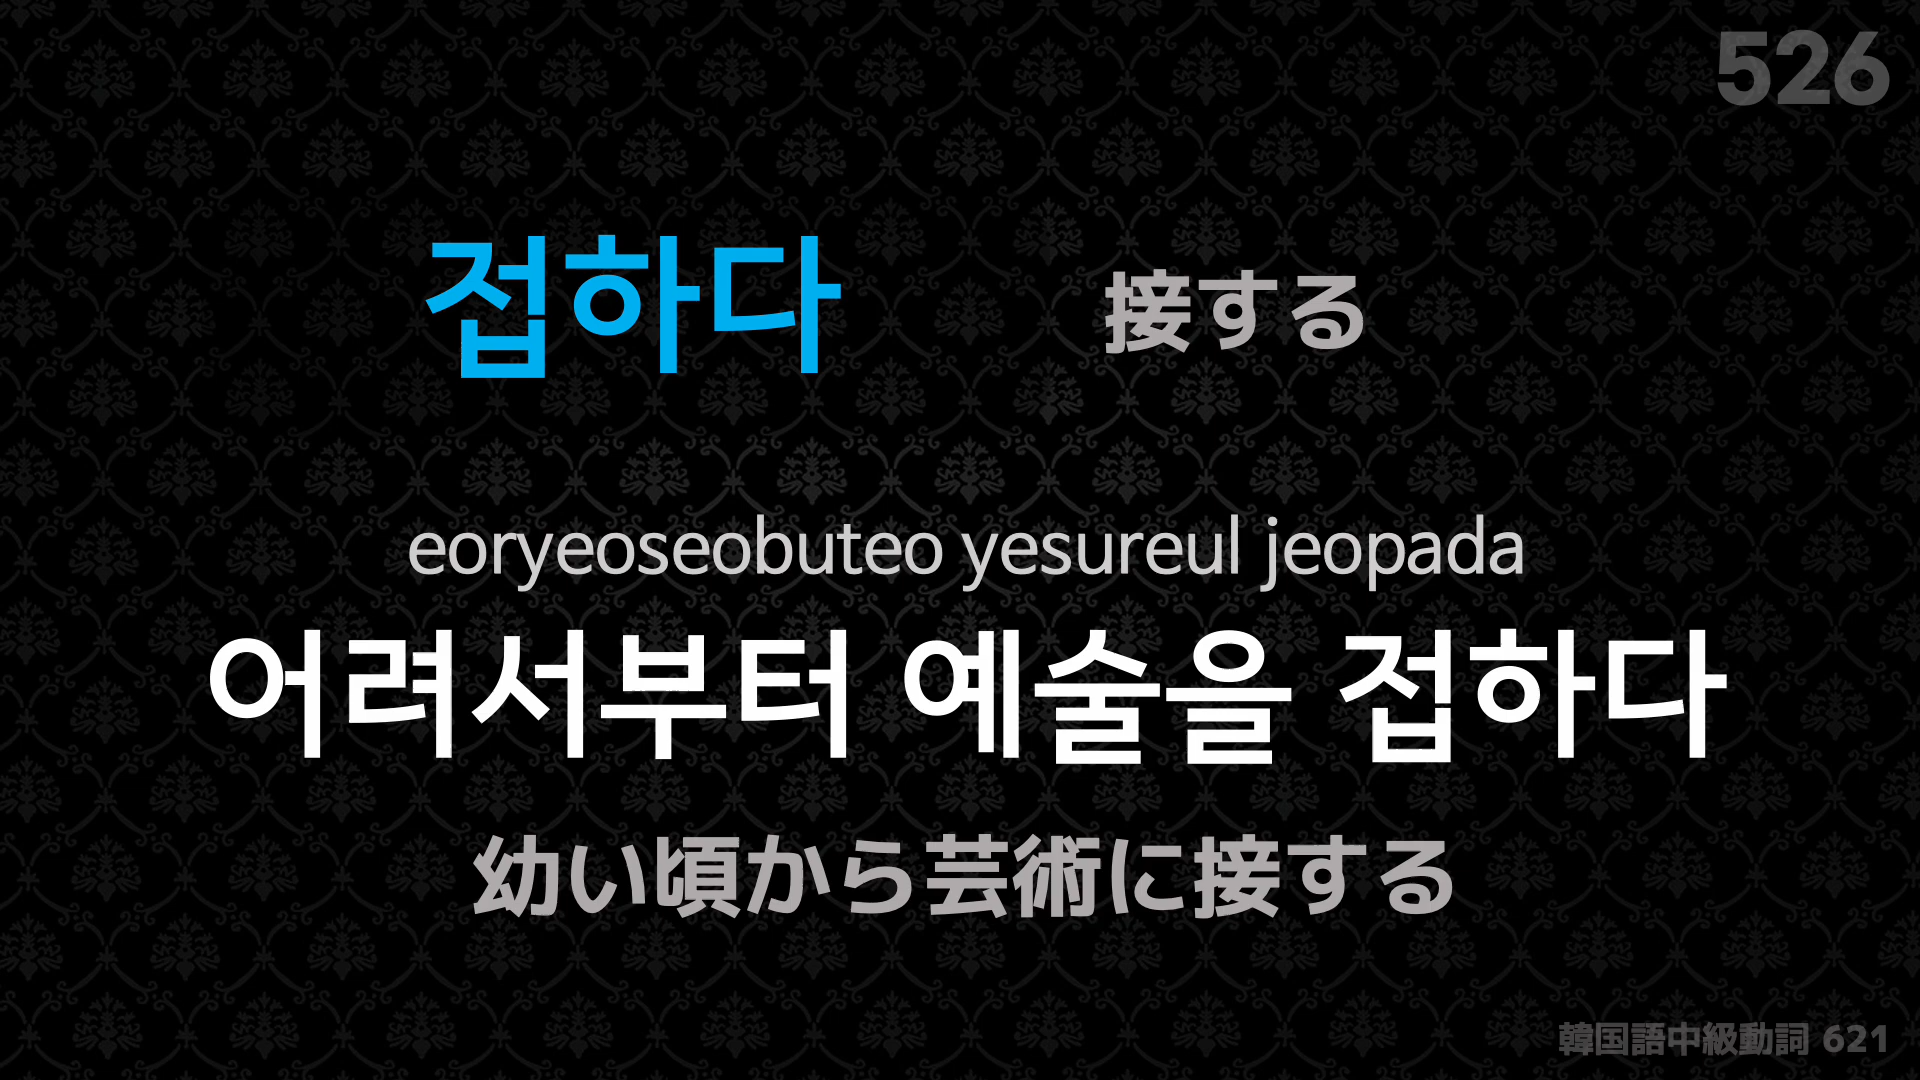 526
접하다 接する
eoryeoseobuteo yesureul jeopada
어려서부터 예술을 접하다
幼い頃から芸術に接する
韓国語中級動詞 621